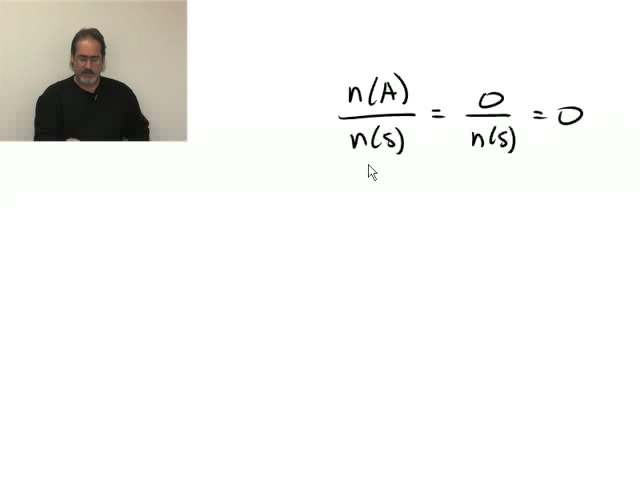 n(A)/n(s) = 0/n(s) = 0